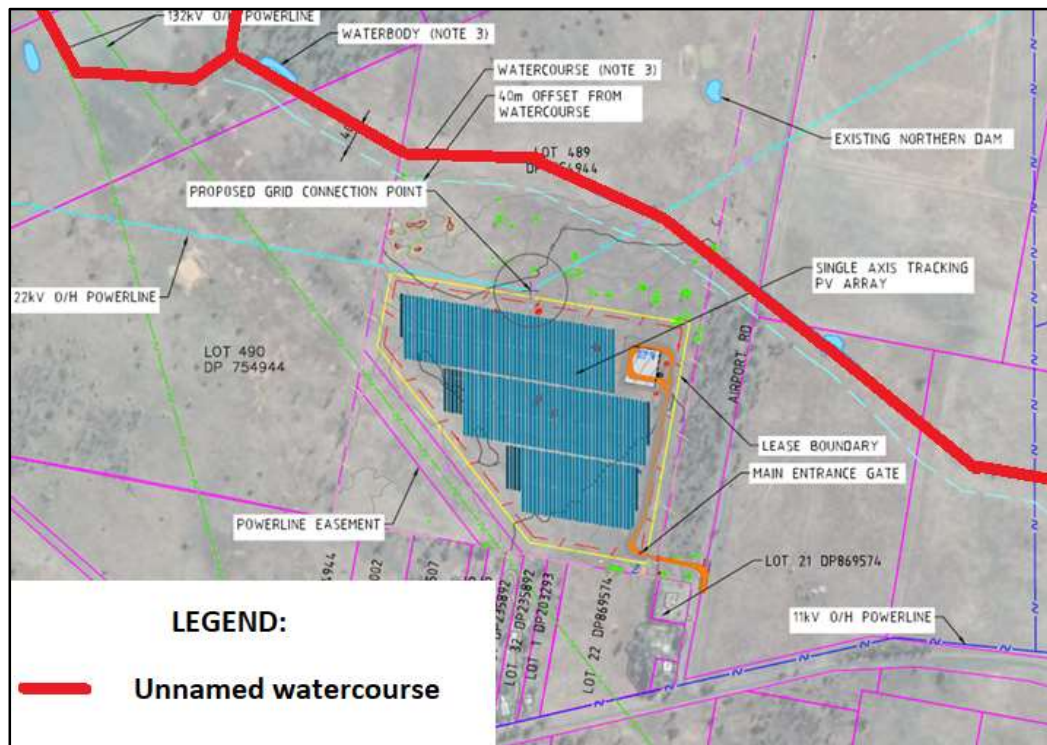 132kV O/H POWERLINE
WATERBODY (NOTE 3)
WATERCOURSE (NOTE 3)
40m OFFSET FROM
WATERCOURSE
LOT 489
EXISTING NORTHERN DAM
PROPOSED GRID CONNECTION POINT
SINGLE AXIS TRACKING
PV ARRAY
22kV O/H POWERLINE
LOT 490
DP 754944
AIRPORT RD
LEASE BOUNDARY
MAIN ENTRANCE GATE
POWERLINE EASEMENT
LOT 21 DP869574
DP235892
LOT 32 DP235892
LOT 1 DP203293
LOT 22 DP869574
11kV O/H POWERLINE
LEGEND:
Unnamed watercourse